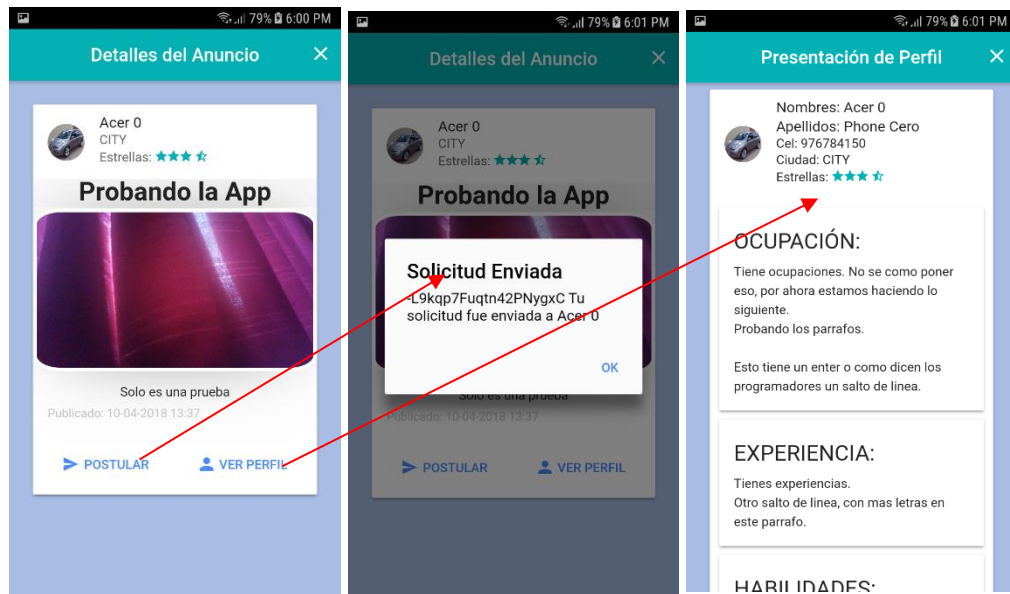 79% 6:00 PM
Detalles del Anuncio
Acer 0
CITY
Estrellas:
Probando la App
Solo es una prueba
Publicado: 10-04-2018 13:37
POSTULAR VER PERFIL
79% 6:01 PM
Detalles del Anuncio
Acer 0
CITY
Estrellas:
Probando la App
Solicitud Enviada
-L9kqp7Fuqtn42PNygxC Tu
solicitud fue enviada a Acer 0
OK
Solo es una prueba
Publicado: 10-04-2018 13:37
POSTULAR VER PERFIL
79% 6:01 PM
Presentación de Perfil
Nombres: Acer 0
Apellidos: Phone Cero
Cel: 976784150
Ciudad: CITY
Estrellas:
OCUPACIÓN:
Tiene ocupaciones. No se como poner
eso, por ahora estamos haciendo lo
siguiente.
Probando los parrafos.
Esto tiene un enter o como dicen los
programadores un salto de linea.
EXPERIENCIA:
Tienes experiencias.
Otro salto de linea, con mas letras en
este parrafo.
HABILIDADES: